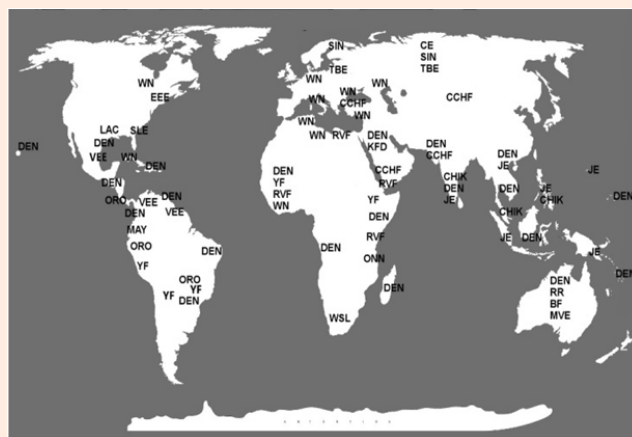 SIN
CE
SIN
TBE
TBE
WN
WN
WN
EEE
WN
WN
CCHF
WN
CCHF
WN
WN
RVF
LAC
SLE
DEN
VEE
WN
DEN
DEN
DEN
KFD
DEN
CCHF
DEN
JE
DEN
DEN
YF
RVF
WN
CCHF
RVF
CHIK
DEN
JE
DEN
JE
CHIK
JE
DEN
DEN
ORO
VEE
DEN
VEE
DEN
MAY
ORO
YF
DEN
ORO
YF
YF
DEN
YF
DEN
DEN
RVF
ONN
DEN
WSL
CHIK
JE
DEN
JE
DEN
DEN
RR
BF
MVE